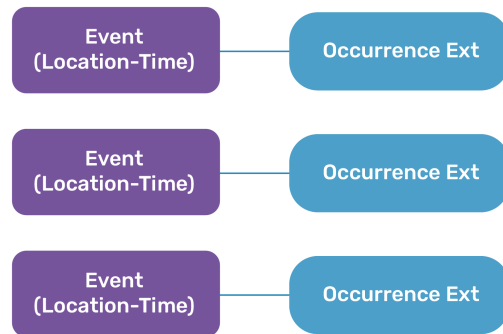 Event
(Location-Time)
Occurrence Ext
Event
(Location-Time)
Occurrence Ext
Event
(Location-Time)
Occurrence Ext